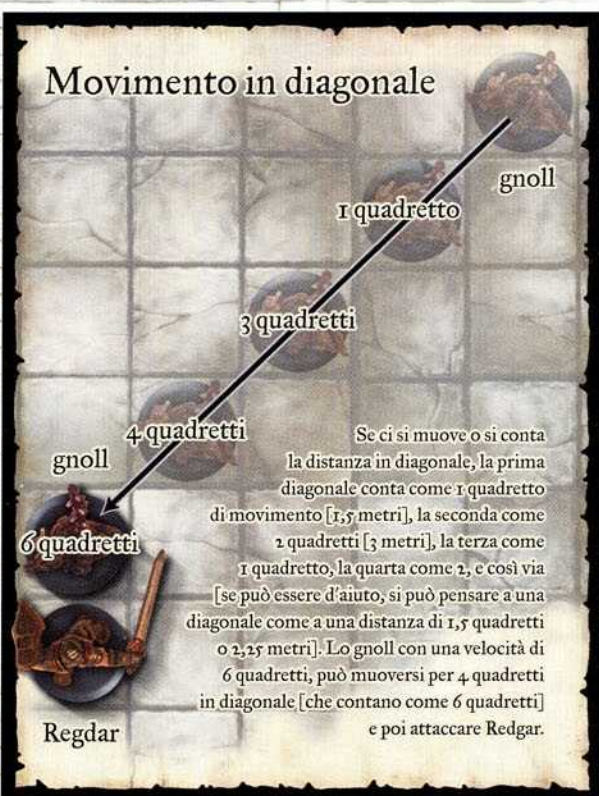 Movimento in diagonale
gnoll
1 quadretto
3 quadretti
4 quadretti
gnoll
6 quadretti
Regdar
Se ci si muove o si conta
la distanza in diagonale, la prima
diagonale conta come 1 quadretto
di movimento [1,5 metri], la seconda come
2 quadretti [3 metri], la terza come
1 quadretto, la quarta come 2, e così via
[se può essere d'aiuto, si può pensare a una
diagonale come a una distanza di 1,5 quadretti
o 2,25 metri]. Lo gnoll con una velocità di
6 quadretti, può muoversi per 4 quadretti
in diagonale [che contano come 6 quadretti]
e poi attaccare Redgar.